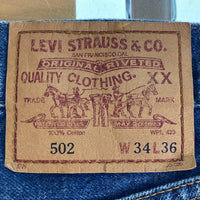 LEVI STRAUSS & CO.
SAN FRANCISCO CAL.
ORIGINAL RIVETED
QUALITY CLOTHING. XX
TRADE MARK
100% Cotton WPL 423
502 W 34 L 36